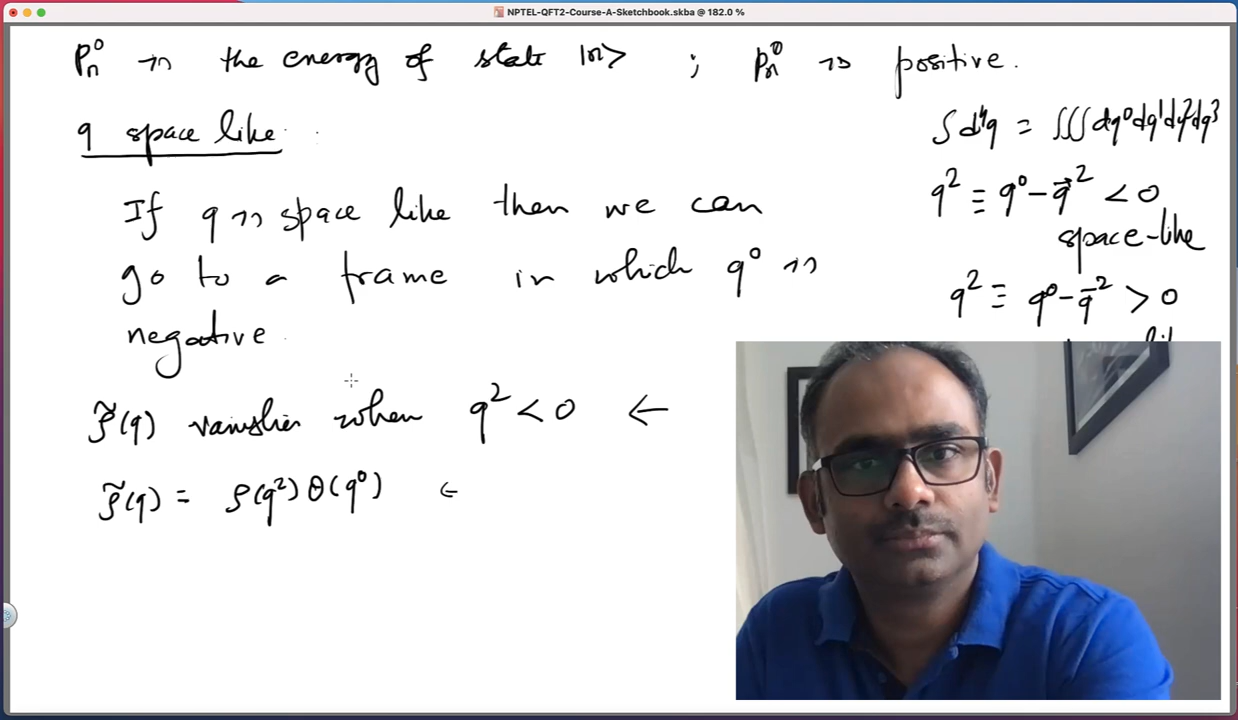 NPTEL-QFT2-Course-A-Sketchbook.skba @ 182.0 %
Pₙ⁰ is the energy of state |n> ; Pₙ⁰ is positive.
q space like
If q is space like then we can
go to a frame in which q⁰ is
negative.
ρ̃(q) vanishes when q² < 0 ←
ρ̃(q) = ρ(q²) θ(q⁰) ←
∫d⁴q = ∫∫∫ dq⁰dq¹dq²dq³
q² ≡ q⁰ - q⃗² < 0
space-like
q² ≡ q⁰ - q⃗² > 0